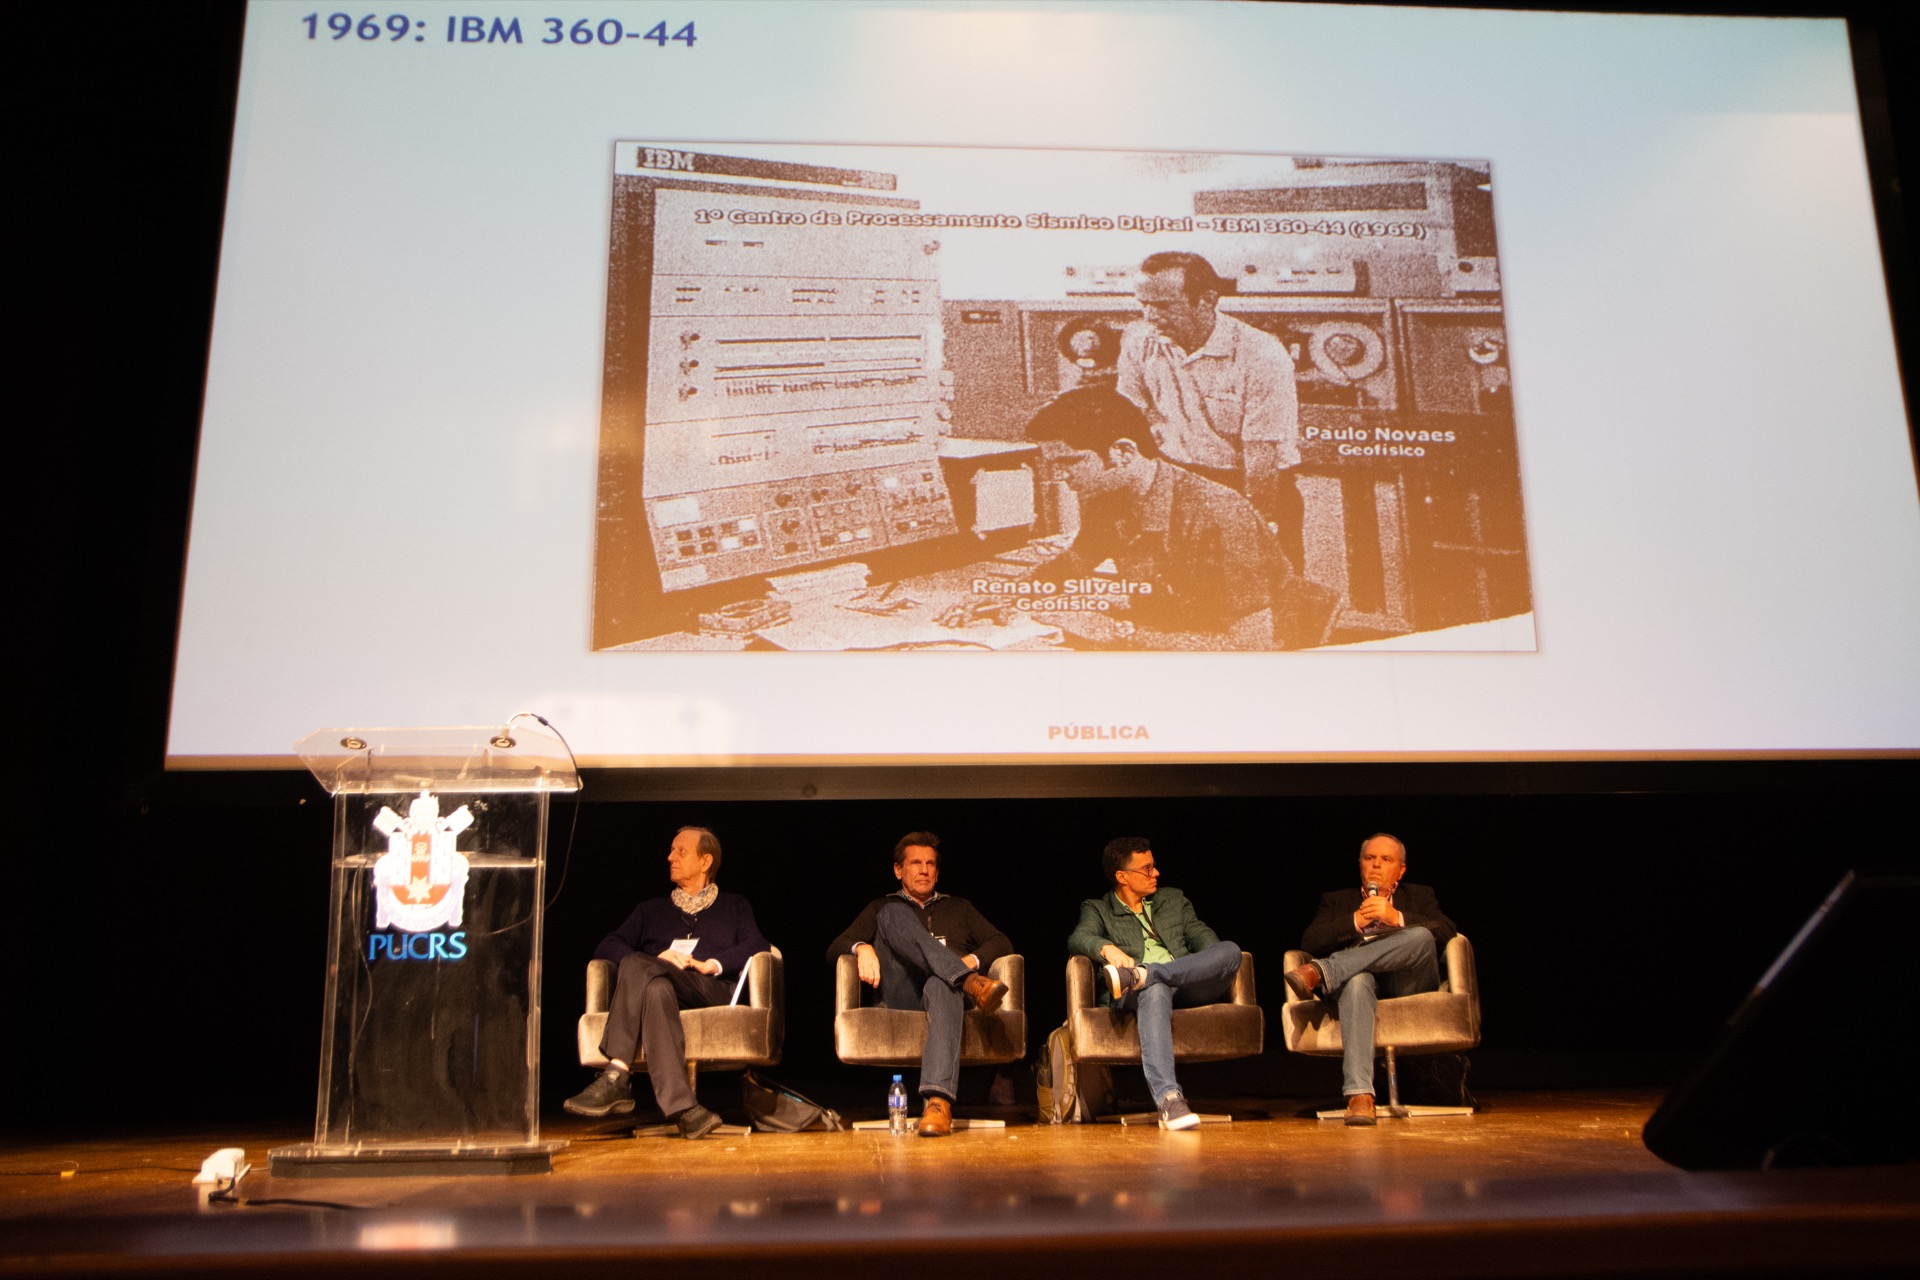 1969: IBM 360-44
IBM
1º Centro de Processamento Sísmico Digital - IBM 360-44 (1969)
Paulo Novaes
Geofísico
Renato Silveira
Geofísico
PÚBLICA
PUCRS